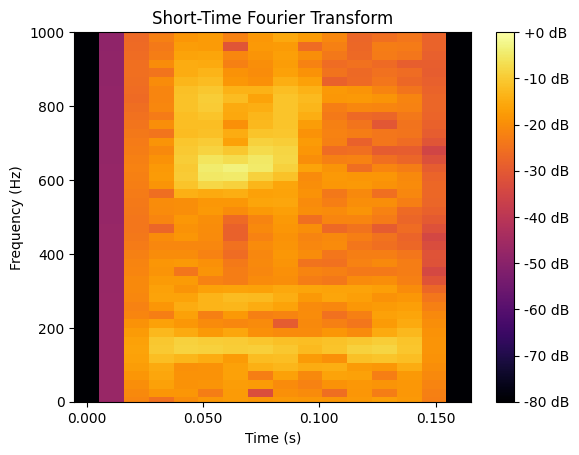 Short-Time Fourier Transform
1000
800
600
400
200
0
Frequency (Hz)
0.000
0.050
0.100
0.150
Time (s)
+0 dB
-10 dB
-20 dB
-30 dB
-40 dB
-50 dB
-60 dB
-70 dB
-80 dB